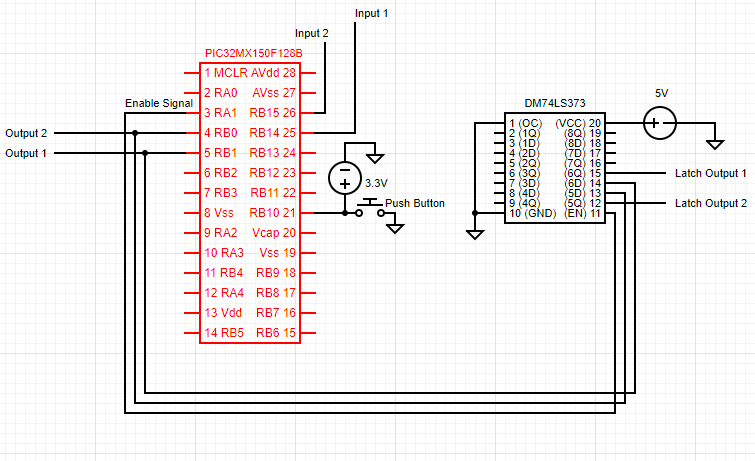 Input 1
Input 2
PIC32MX150F128B
1 MCLR AVdd 28
2 RA0 AVss 27
Enable Signal 3 RA1 RB15 26
Output 2 4 RB0 RB14 25
Output 1 5 RB1 RB13 24
6 RB2 RB12 23
7 RB3 RB11 22
8 Vss RB10 21
9 RA2 Vcap 20
10 RA3 Vss 19
11 RB4 RB9 18
12 RA4 RB8 17
13 Vdd RB7 16
14 RB5 RB6 15
3.3V
Push Button
5V
DM74LS373
1 (OC) (VCC) 20
2 (1Q) (8Q) 19
3 (1D) (8D) 18
4 (2D) (7D) 17
5 (2Q) (7Q) 16
6 (3Q) (6Q) 15 Latch Output 1
7 (3D) (6D) 14
8 (4D) (5D) 13
9 (4Q) (5Q) 12 Latch Output 2
10 (GND) (EN) 11